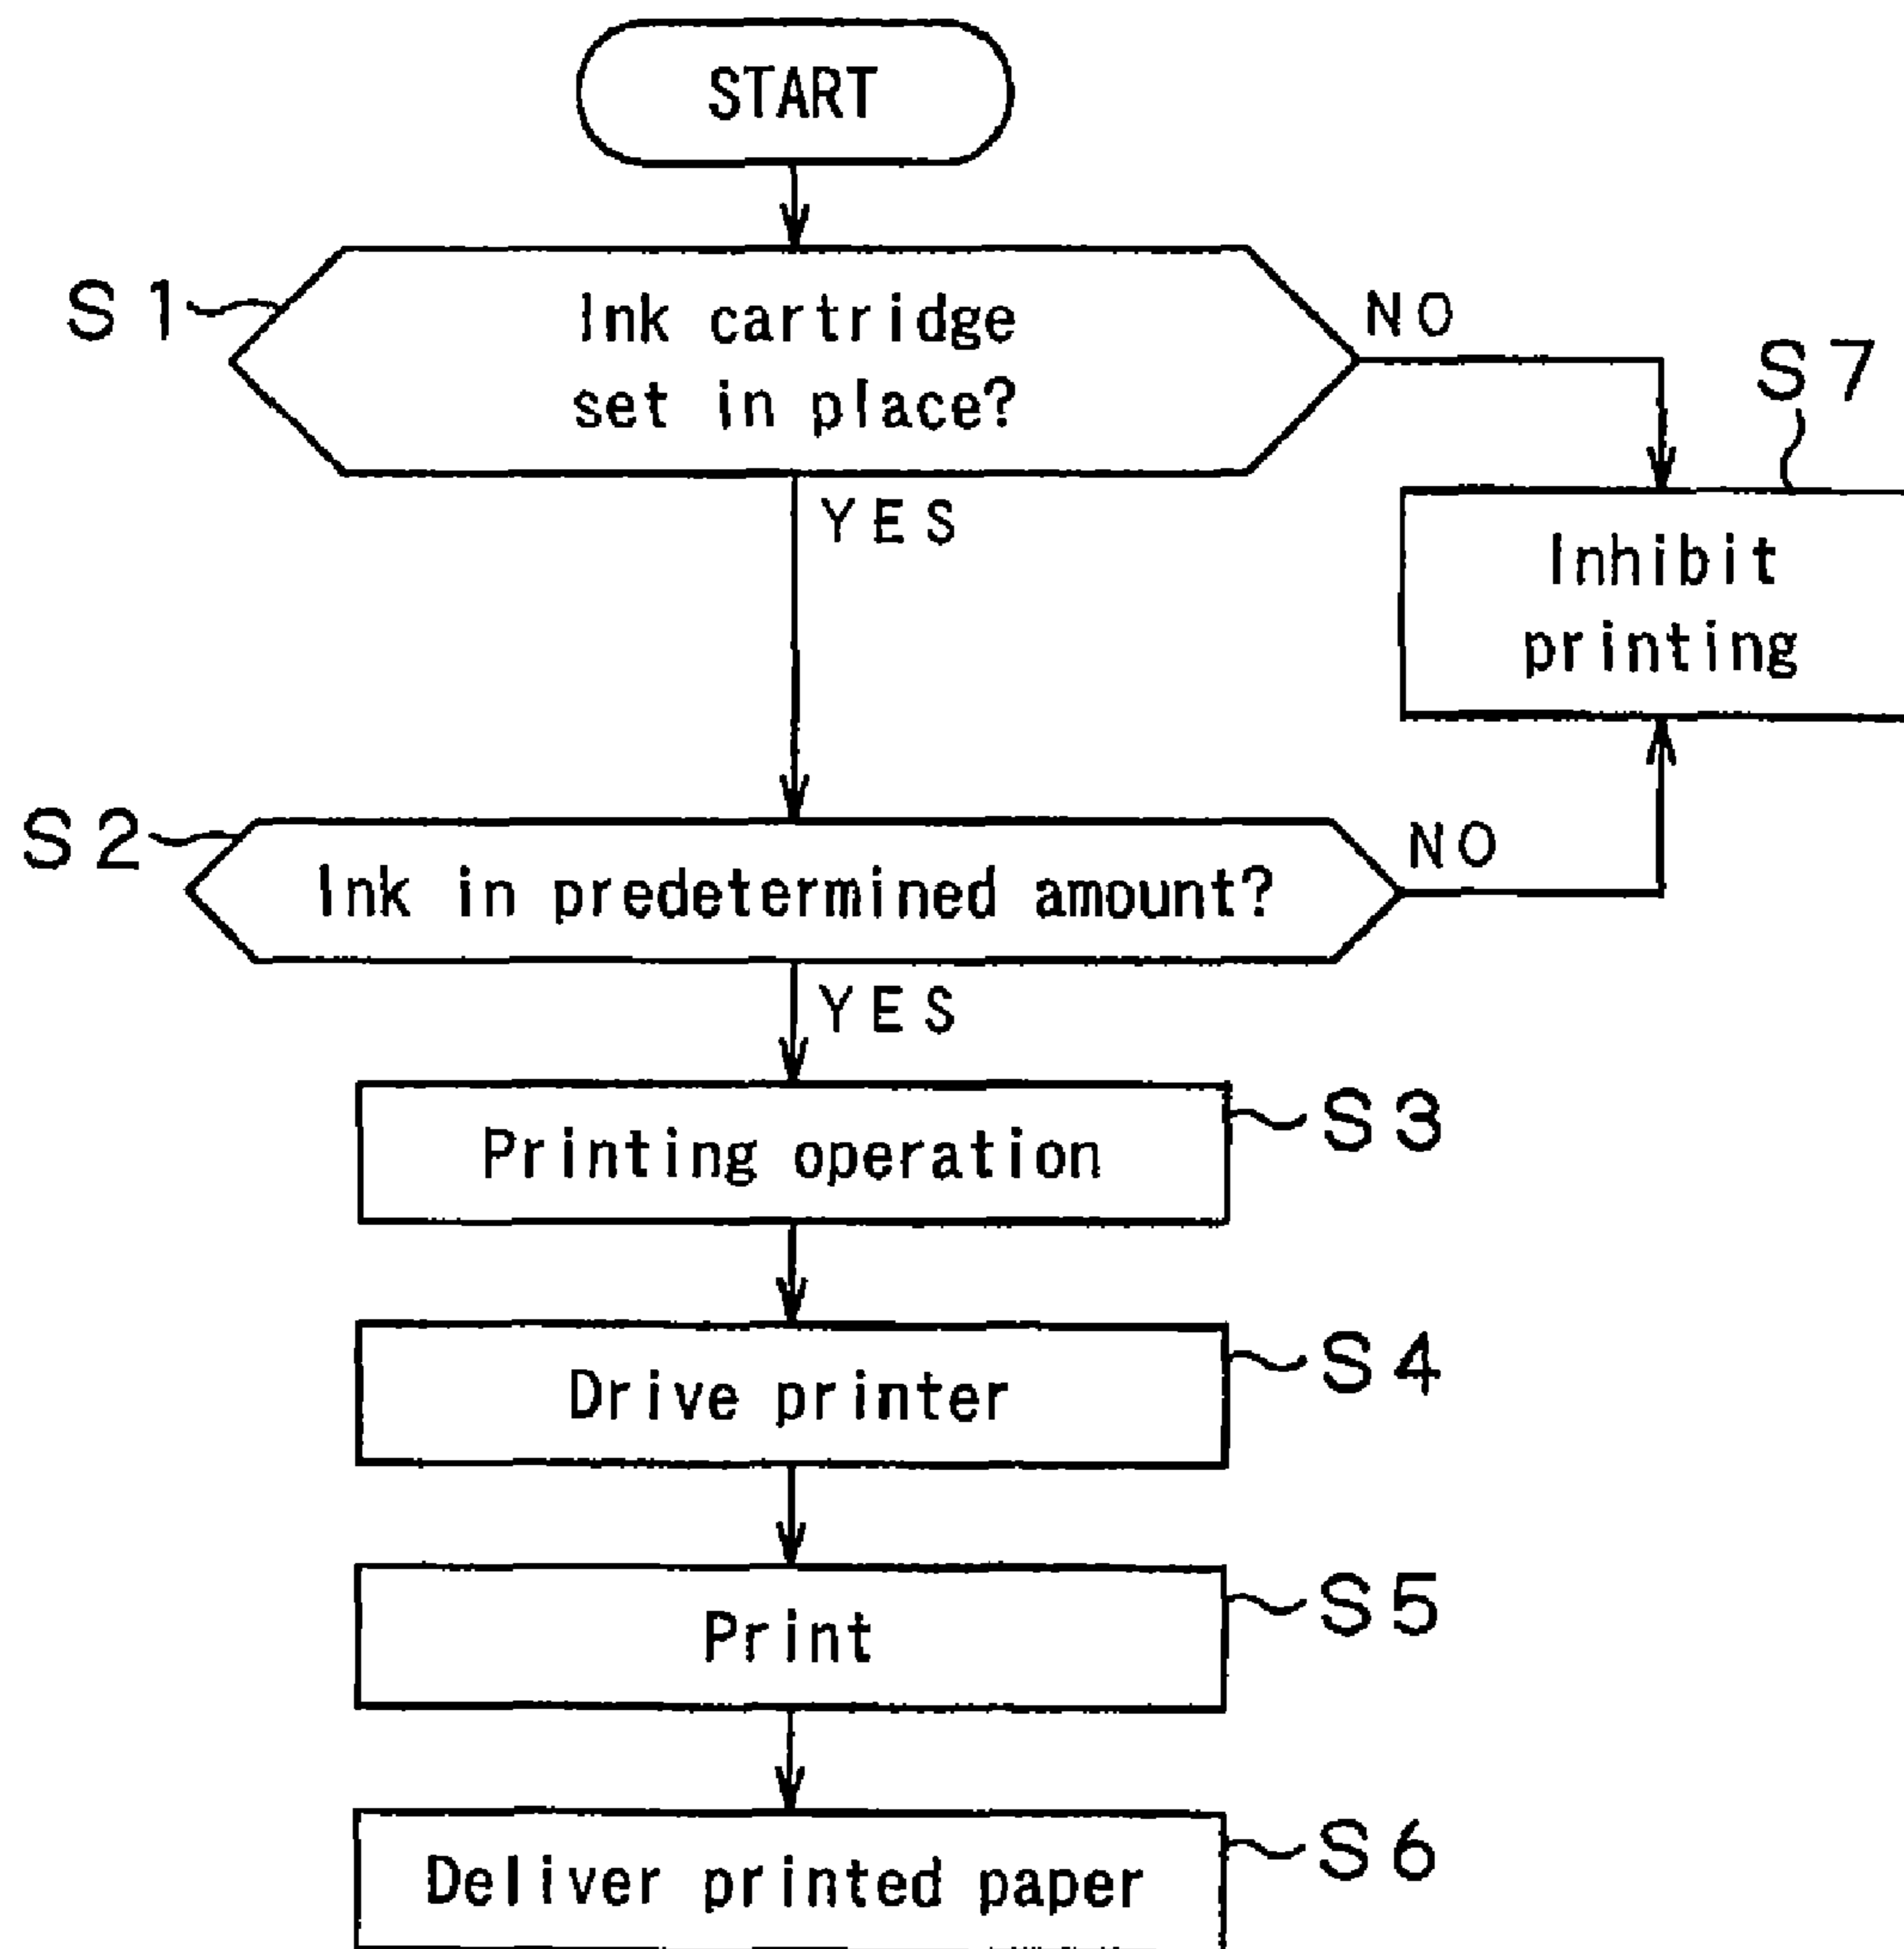 START
S1
Ink cartridge
set in place?
NO
S7
YES
Inhibit
printing
S2
Ink in predetermined amount?
NO
YES
Printing operation
S3
Drive printer
S4
Print
S5
Deliver printed paper
S6